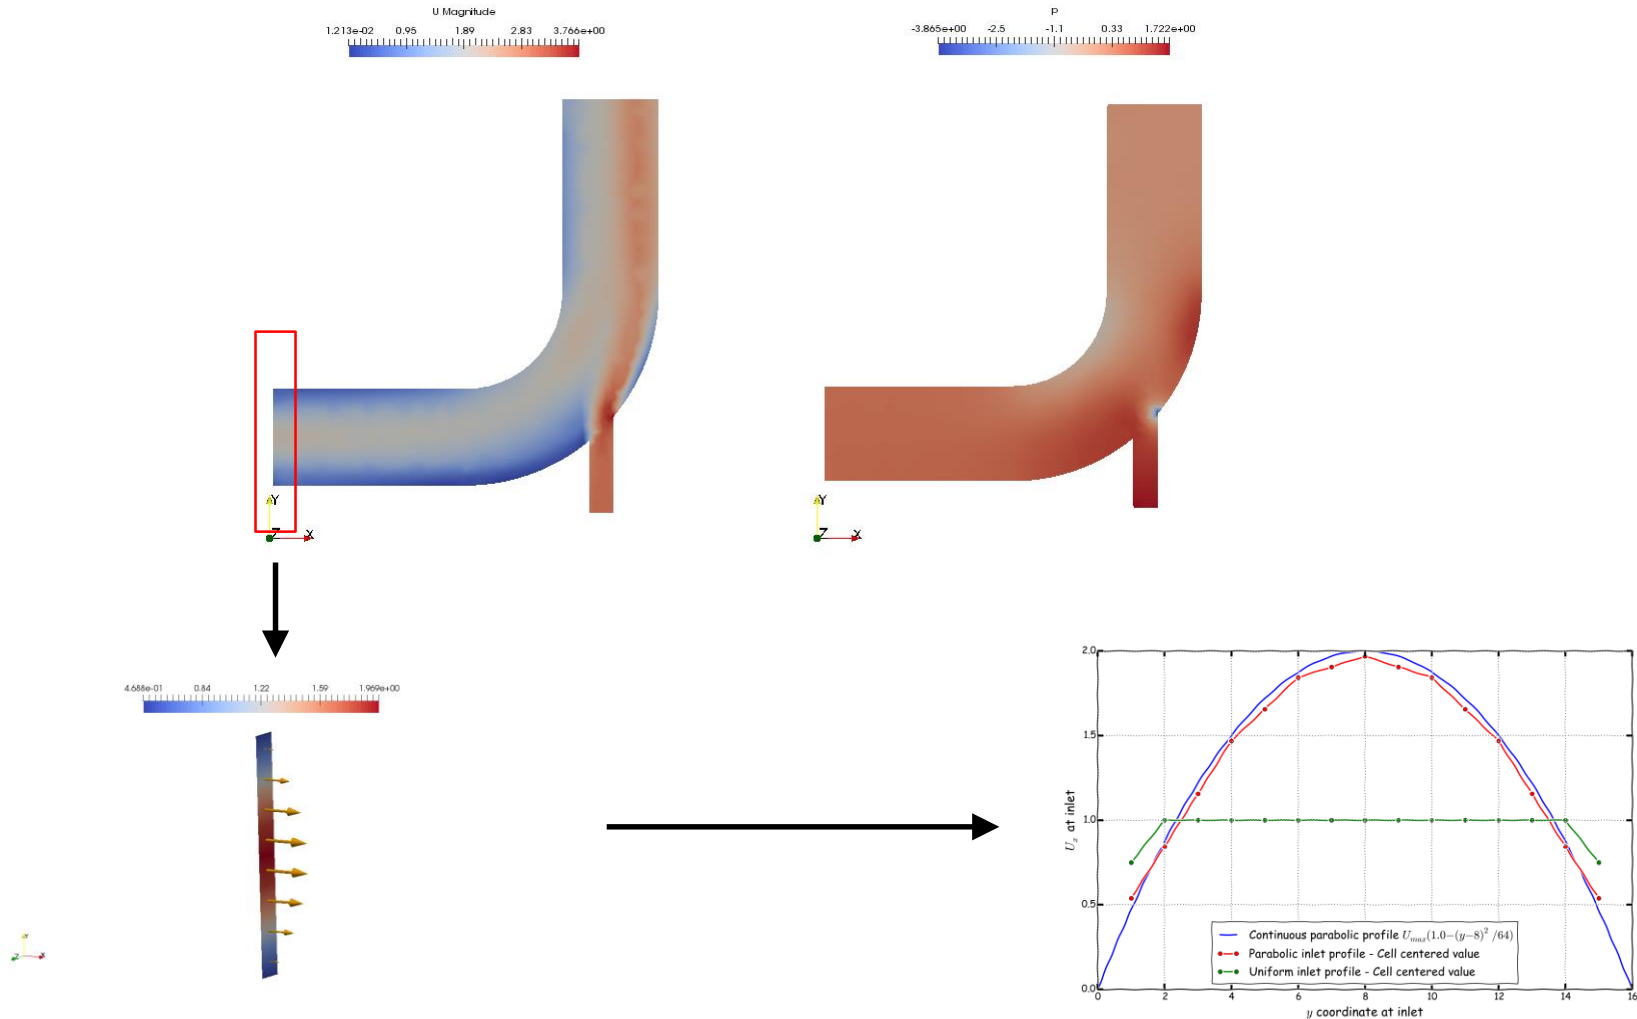 U Magnitude
1.213e-02 0.95 1.89 2.83 3.766e+00
P
-3.865e+00 -2.5 -1.1 0.33 1.722e+00
Y
Z X
Y
Z X
4.688e-01 0.84 1.22 1.59 1.969e+00
Y
Z X
2.0
1.5
1.0
0.5
0.0
U_x at inlet
Continuous parabolic profile U_max(1.0−(y−8)² /64)
Parabolic inlet profile - Cell centered value
Uniform inlet profile - Cell centered value
0 2 4 6 8 10 12 14 16
y coordinate at inlet